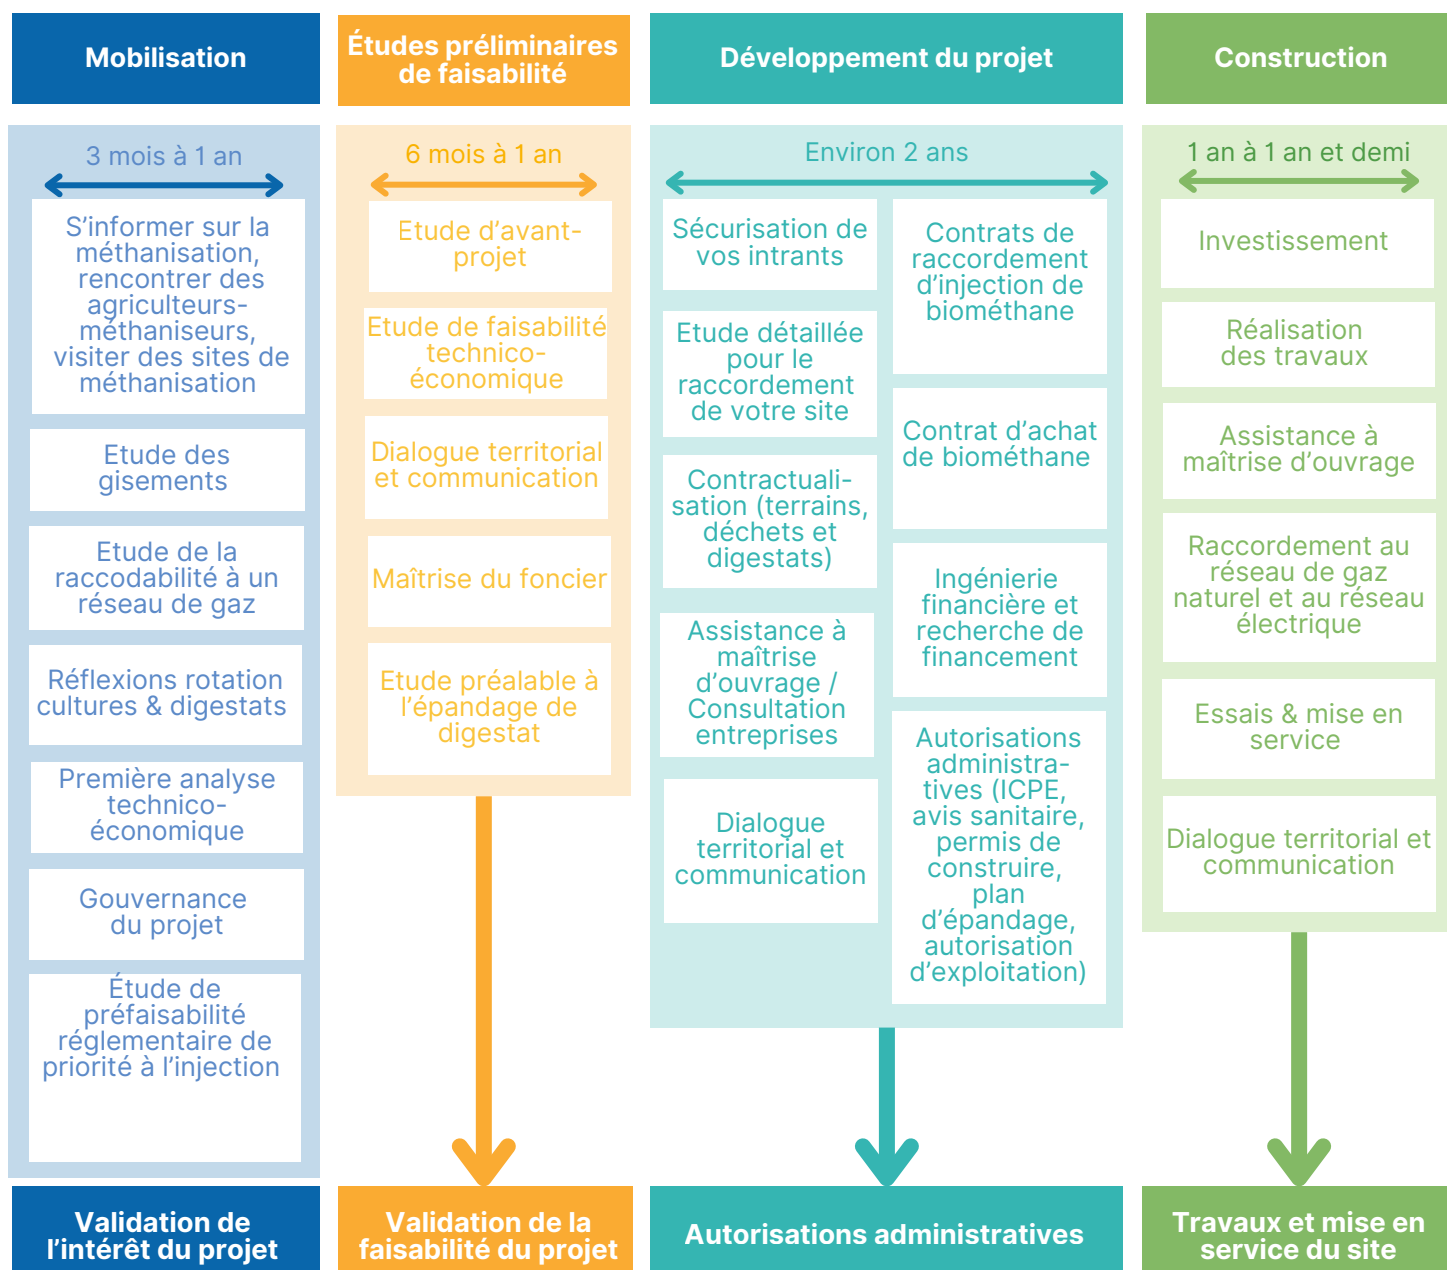 Mobilisation
3 mois à 1 an
S’informer sur la
méthanisation,
rencontrer des
agriculteurs-
méthaniseurs,
visiter des sites de
méthanisation
Etude des
gisements
Etude de la
raccodabilité à un
réseau de gaz
Réflexions rotation
cultures & digestats
Première analyse
technico-
économique
Gouvernance
du projet
Étude de
préfaisabilité
réglementaire de
priorité à l’injection
Validation de
l’intérêt du projet
Études préliminaires
de faisabilité
6 mois à 1 an
Etude d’avant-
projet
Etude de faisabilité
technico-
économique
Dialogue territorial
et communication
Maîtrise du foncier
Etude préalable à
l’épandage de
digestat
Validation de la
faisabilité du projet
Développement du projet
Environ 2 ans
Sécurisation de
vos intrants
Etude détaillée
pour le
raccordement
de votre site
Contractuali-
sation (terrains,
déchets et
digestats)
Assistance à
maîtrise
d’ouvrage /
Consultation
entreprises
Dialogue
territorial et
communication
Contrats de
raccordement
d’injection de
biométhane
Contrat d’achat
de biométhane
Ingénierie
financière et
recherche de
financement
Autorisations
administra-
tives (ICPE,
avis sanitaire,
permis de
construire,
plan
d’épandage,
autorisation
d’exploitation)
Autorisations administratives
Construction
1 an à 1 an et demi
Investissement
Réalisation
des travaux
Assistance à
maîtrise d’ouvrage
Raccordement au
réseau de gaz
naturel et au réseau
électrique
Essais & mise en
service
Dialogue territorial et
communication
Travaux et mise en
service du site